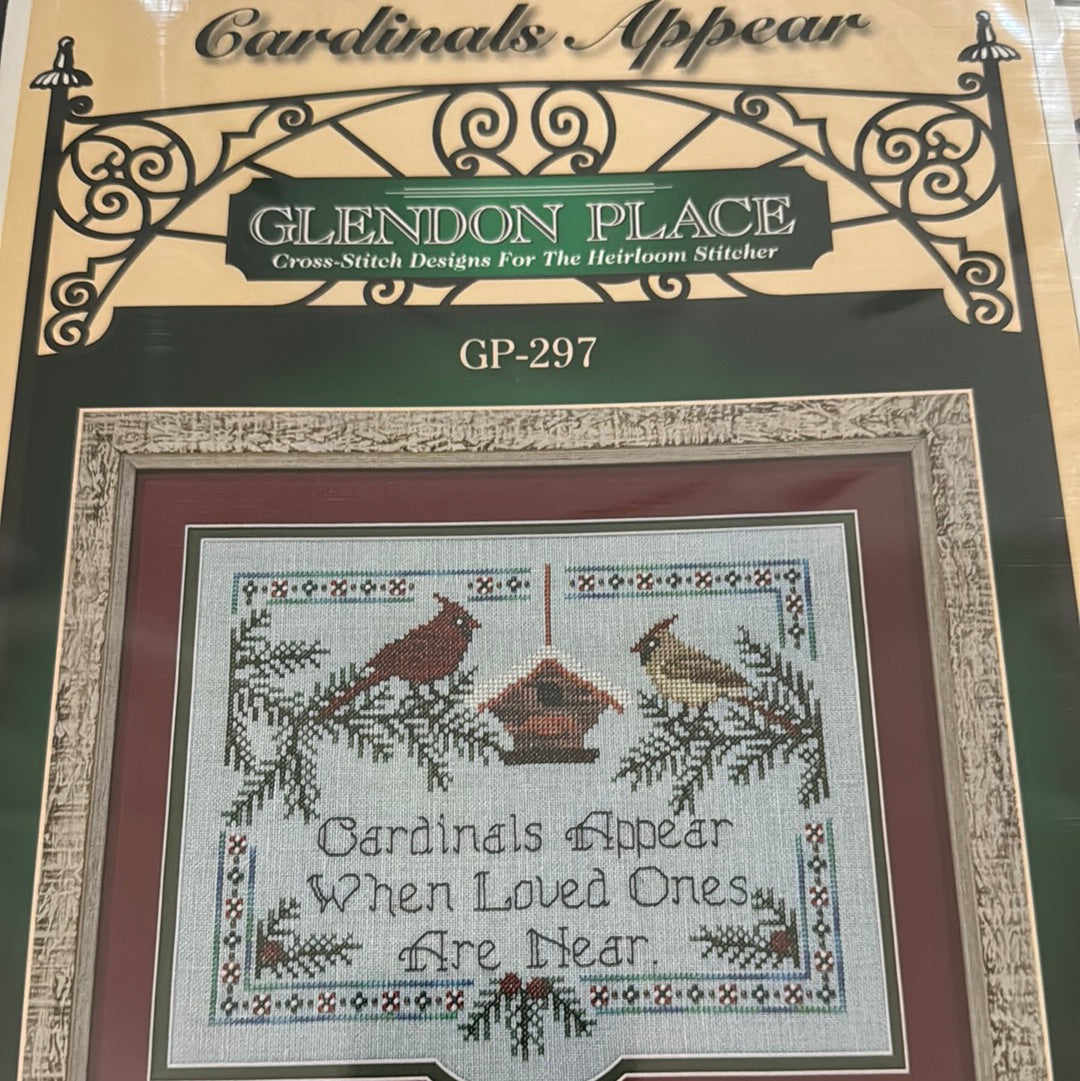 Cardinals Appear
GLENDON PLACE
Cross-Stitch Designs For The Heirloom Stitcher
GP-297
Cardinals Appear
When Loved Ones
Are Near.